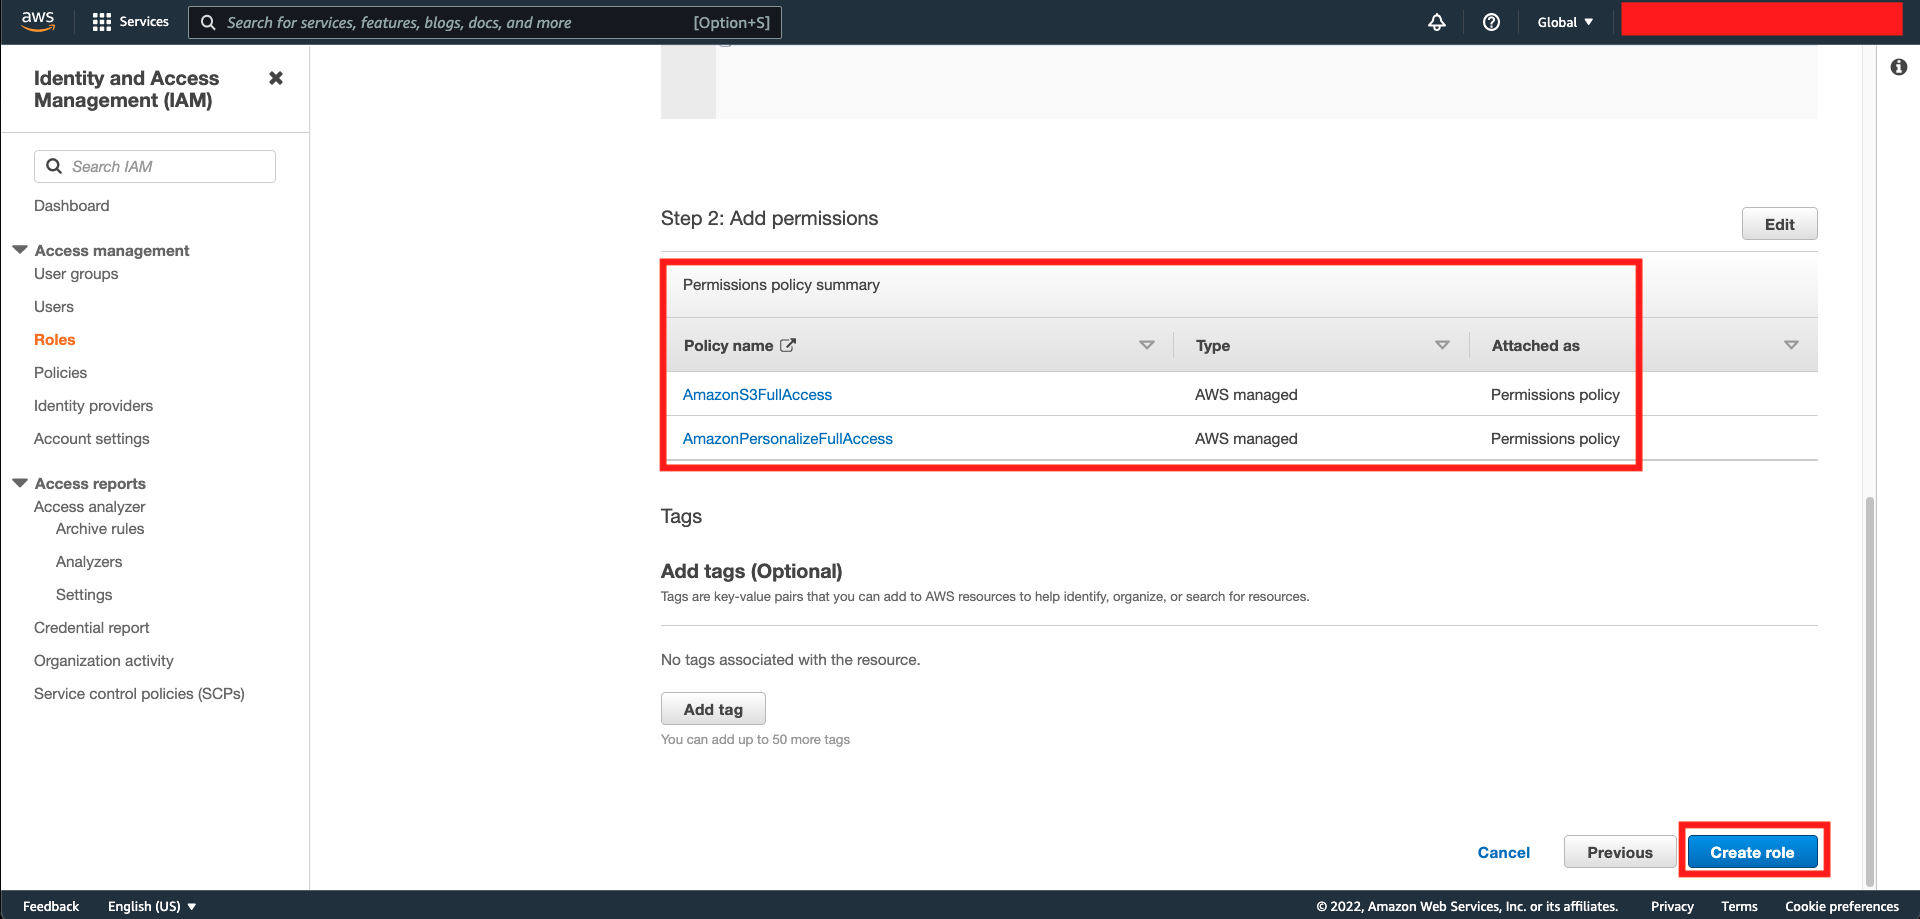 aws
Services
Search for services, features, blogs, docs, and more
[Option+S]
Global
Identity and Access
Management (IAM)
Search IAM
Dashboard
Access management
User groups
Users
Roles
Policies
Identity providers
Account settings
Access reports
Access analyzer
Archive rules
Analyzers
Settings
Credential report
Organization activity
Service control policies (SCPs)
Step 2: Add permissions
Edit
Permissions policy summary
Policy name
Type
Attached as
AmazonS3FullAccess
AWS managed
Permissions policy
AmazonPersonalizeFullAccess
AWS managed
Permissions policy
Tags
Add tags (Optional)
Tags are key-value pairs that you can add to AWS resources to help identify, organize, or search for resources.
No tags associated with the resource.
Add tag
You can add up to 50 more tags
Cancel
Previous
Create role
Feedback
English (US)
© 2022, Amazon Web Services, Inc. or its affiliates.
Privacy
Terms
Cookie preferences